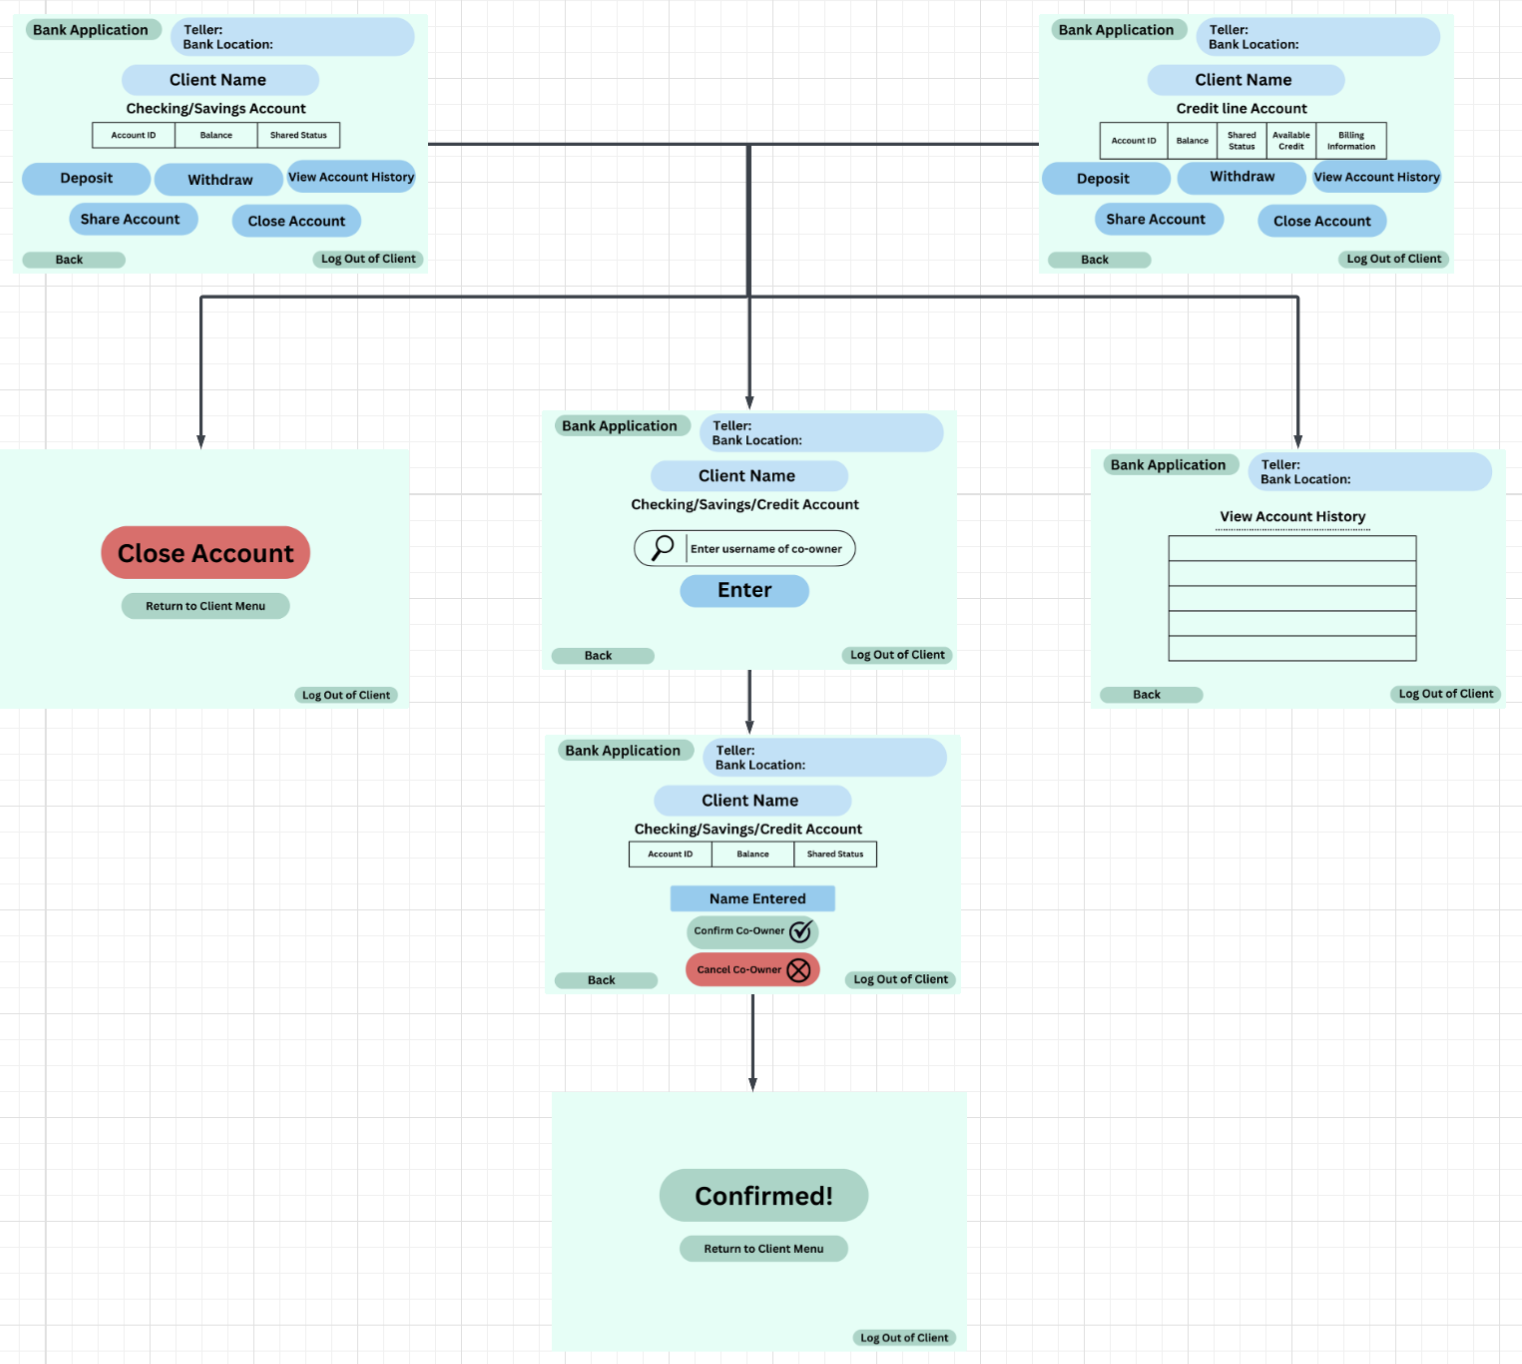 Bank Application
Teller:
Bank Location:
Client Name
Checking/Savings Account
Account ID Balance Shared Status
Deposit Withdraw View Account History
Share Account Close Account
Back Log Out of Client
Bank Application
Teller:
Bank Location:
Client Name
Credit line Account
Account ID Balance Shared Status Available Credit Billing Information
Deposit Withdraw View Account History
Share Account Close Account
Back Log Out of Client
Close Account
Return to Client Menu
Log Out of Client
Bank Application
Teller:
Bank Location:
Client Name
Checking/Savings/Credit Account
Enter username of co-owner
Enter
Back Log Out of Client
Bank Application
Teller:
Bank Location:
View Account History
Back Log Out of Client
Bank Application
Teller:
Bank Location:
Client Name
Checking/Savings/Credit Account
Account ID Balance Shared Status
Name Entered
Confirm Co-Owner
Cancel Co-Owner
Back Log Out of Client
Confirmed!
Return to Client Menu
Log Out of Client